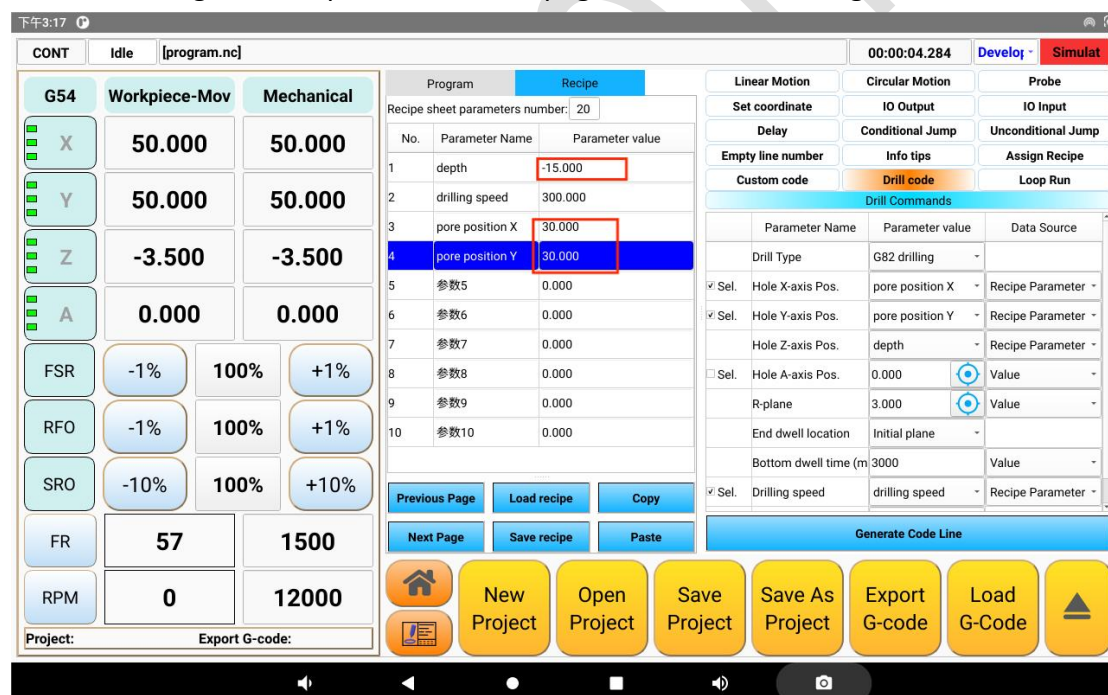 下午3:17
CONT Idle [program.nc] 00:00:04.284 Simulat
G54 Workpiece-Mov Mechanical
X 50.000 50.000
Y 50.000 50.000
Z -3.500 -3.500
A 0.000 0.000
FSR -1% 100% +1%
RFO -1% 100% +1%
SRO -10% 100% +10%
FR 57 1500
RPM 0 12000
Project: Export G-code:
Program Recipe
Recipe sheet parameters number: 20
No. Parameter Name Parameter value
1 depth -15.000
2 drilling speed 300.000
3 pore position X 30.000
4 pore position Y 30.000
5 参数5 0.000
6 参数6 0.000
7 参数7 0.000
8 参数8 0.000
9 参数9 0.000
10 参数10 0.000
Previous Page Load recipe Copy
Next Page Save recipe Paste
Linear Motion Circular Motion Probe
Set coordinate IO Output IO Input
Delay Conditional Jump Unconditional Jump
Empty line number Info tips Assign Recipe
Custom code Drill code Loop Run
Drill Commands
Parameter Name Parameter value Data Source
Drill Type G82 drilling
Sel. Hole X-axis Pos. pore position X Recipe Parameter
Sel. Hole Y-axis Pos. pore position Y Recipe Parameter
Hole Z-axis Pos. depth Recipe Parameter
Sel. Hole A-axis Pos. 0.000 Value
R-plane 3.000 Value
End dwell location Initial plane
Bottom dwell time (m 3000 Value
Sel. Drilling speed drilling speed Recipe Parameter
Generate Code Line
New Project Open Project Save Project Save As Project Export G-code Load G-Code